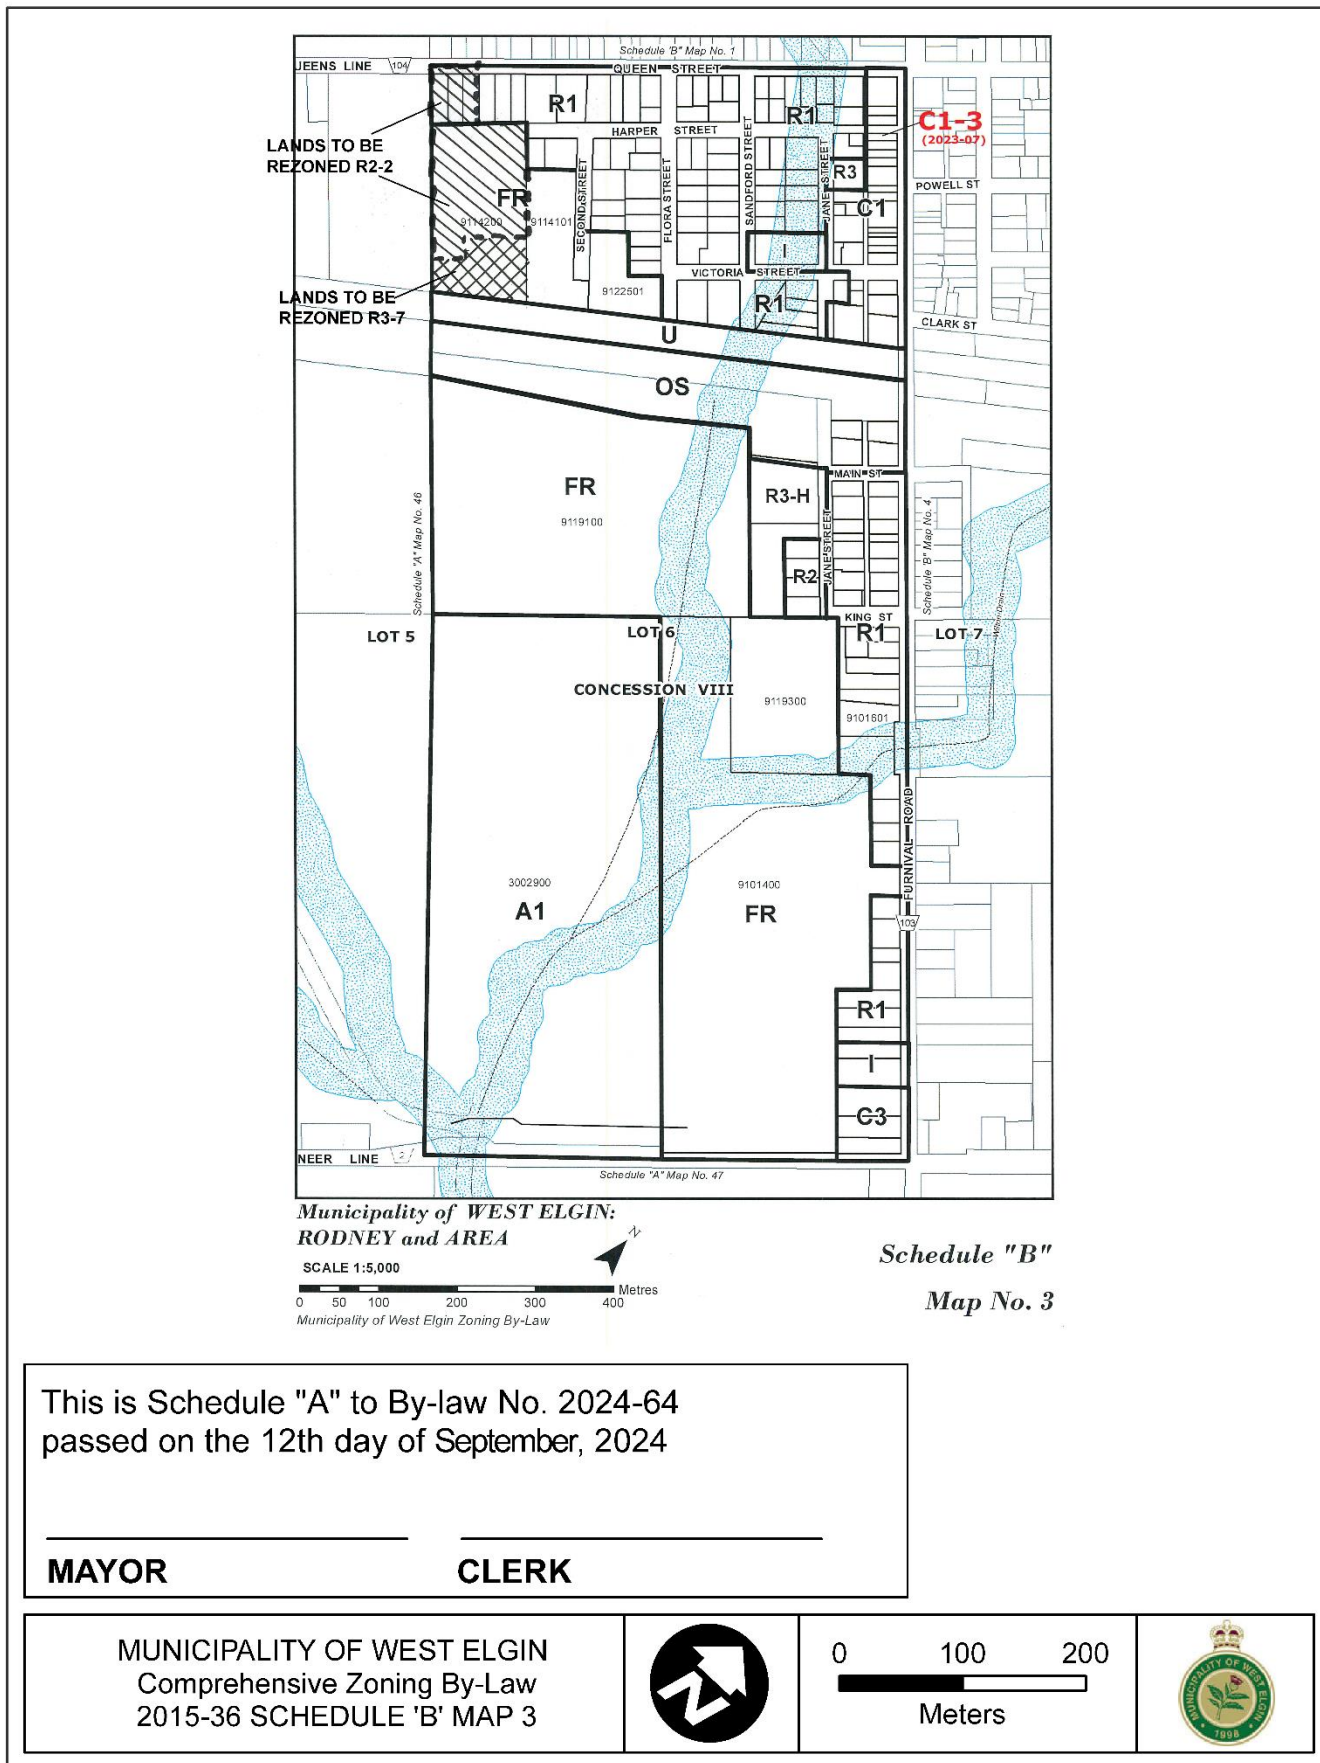 Schedule 'B" Map No. 1
JEENS LINE 104
QUEEN STREET
R1
R1
C1-3
(2023-07)
HARPER STREET
LANDS TO BE
REZONED R2-2
SECOND STREET
FLORA STREET
SANDFORD STREET
JANE STREET
R3
POWELL ST
FR
C1
9114200
9114101
I
VICTORIA STREET
9122501
LANDS TO BE
REZONED R3-7
R1
CLARK ST
U
OS
MAIN ST
FR
9119100
R3-H
JANE STREET
R2
Schedule "A" Map No. 46
Schedule 'B" Map No. 4
KING ST
LOT 5
LOT 6
R1
LOT 7
CONCESSION VIII
9119300
9101601
FURNIVAL ROAD
3002900
A1
9101400
FR
103
R1
I
C3
NEER LINE 2
Schedule "A" Map No. 47
Municipality of WEST ELGIN:
RODNEY and AREA
N
SCALE 1:5,000
Metres
0 50 100 200 300 400
Municipality of West Elgin Zoning By-Law
Schedule "B"
Map No. 3
This is Schedule "A" to By-law No. 2024-64
passed on the 12th day of September, 2024
MAYOR CLERK
MUNICIPALITY OF WEST ELGIN
Comprehensive Zoning By-Law
2015-36 SCHEDULE 'B' MAP 3
N
0 100 200
Meters
MUNICIPALITY OF WEST ELGIN
1998